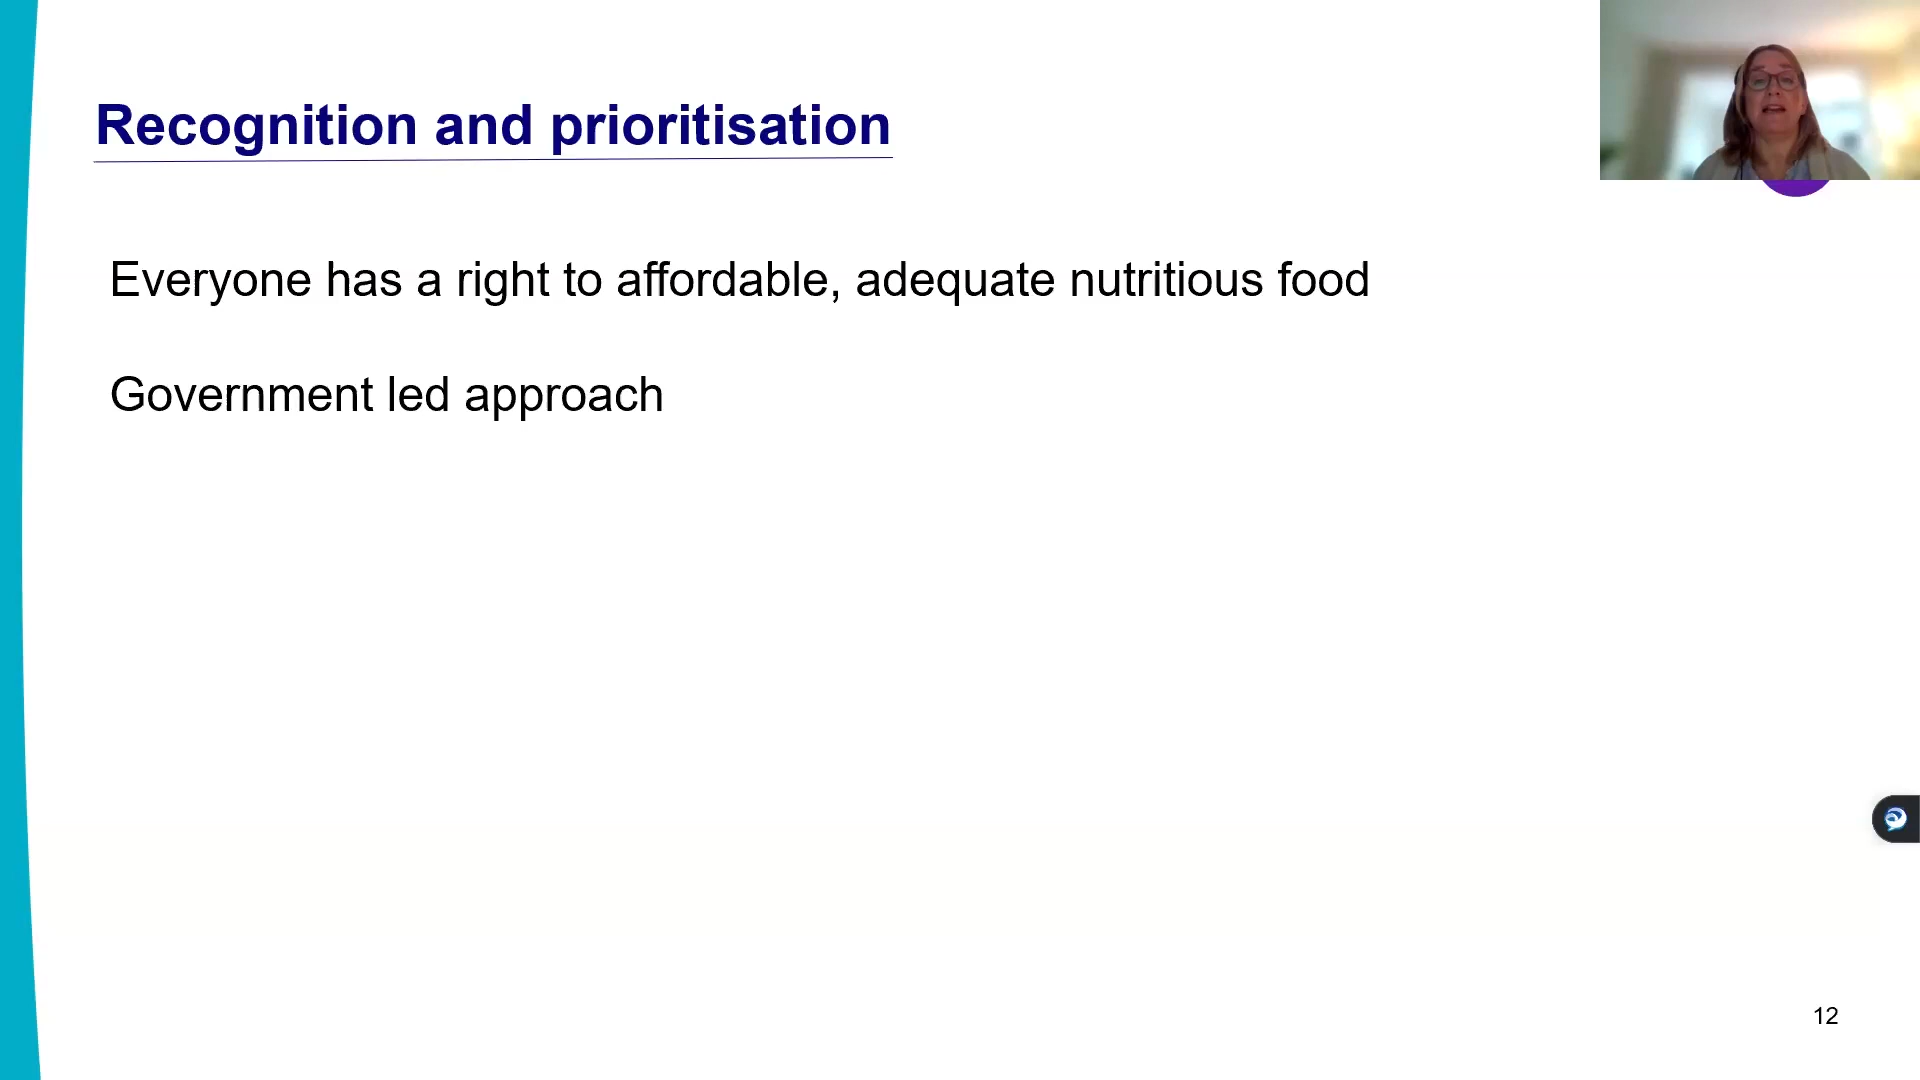 Recognition and prioritisation
Everyone has a right to affordable, adequate nutritious food
Government led approach
12